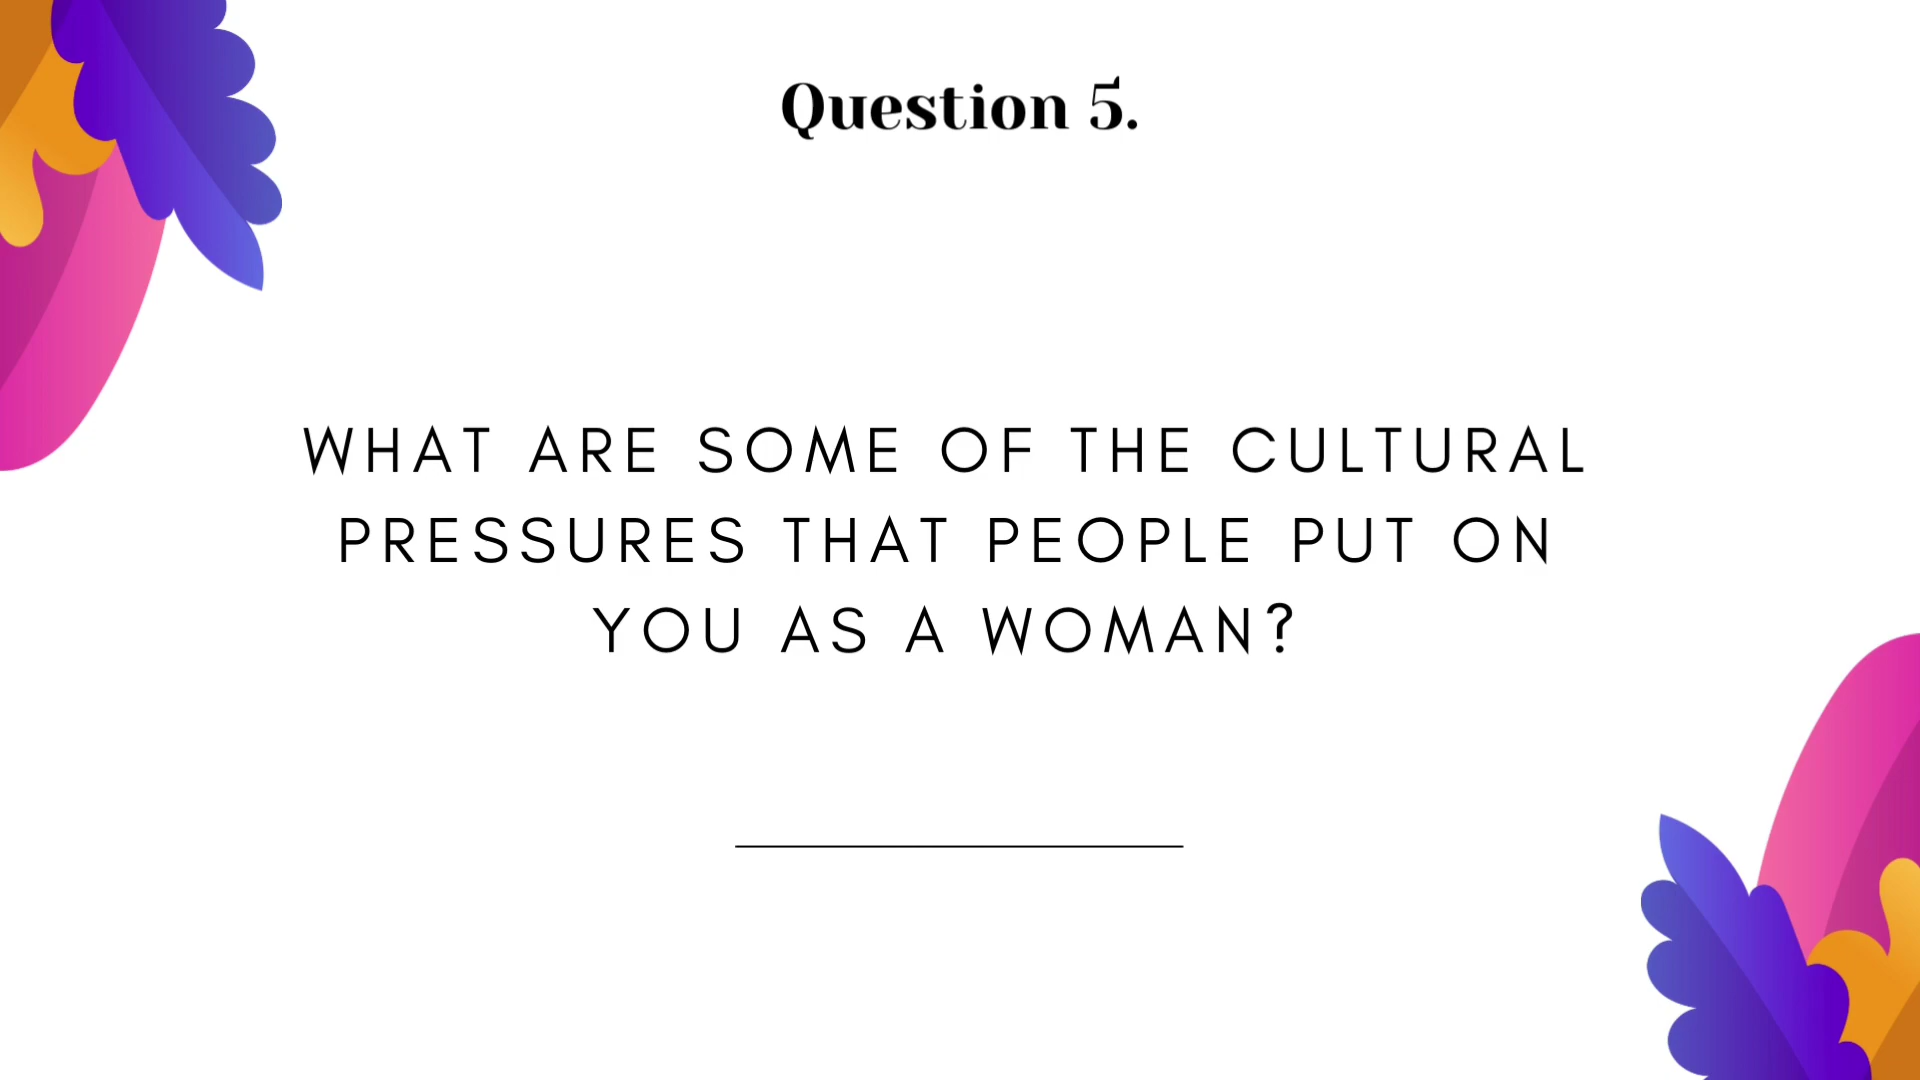 Question 5.
WHAT ARE SOME OF THE CULTURAL
PRESSURES THAT PEOPLE PUT ON
YOU AS A WOMAN?